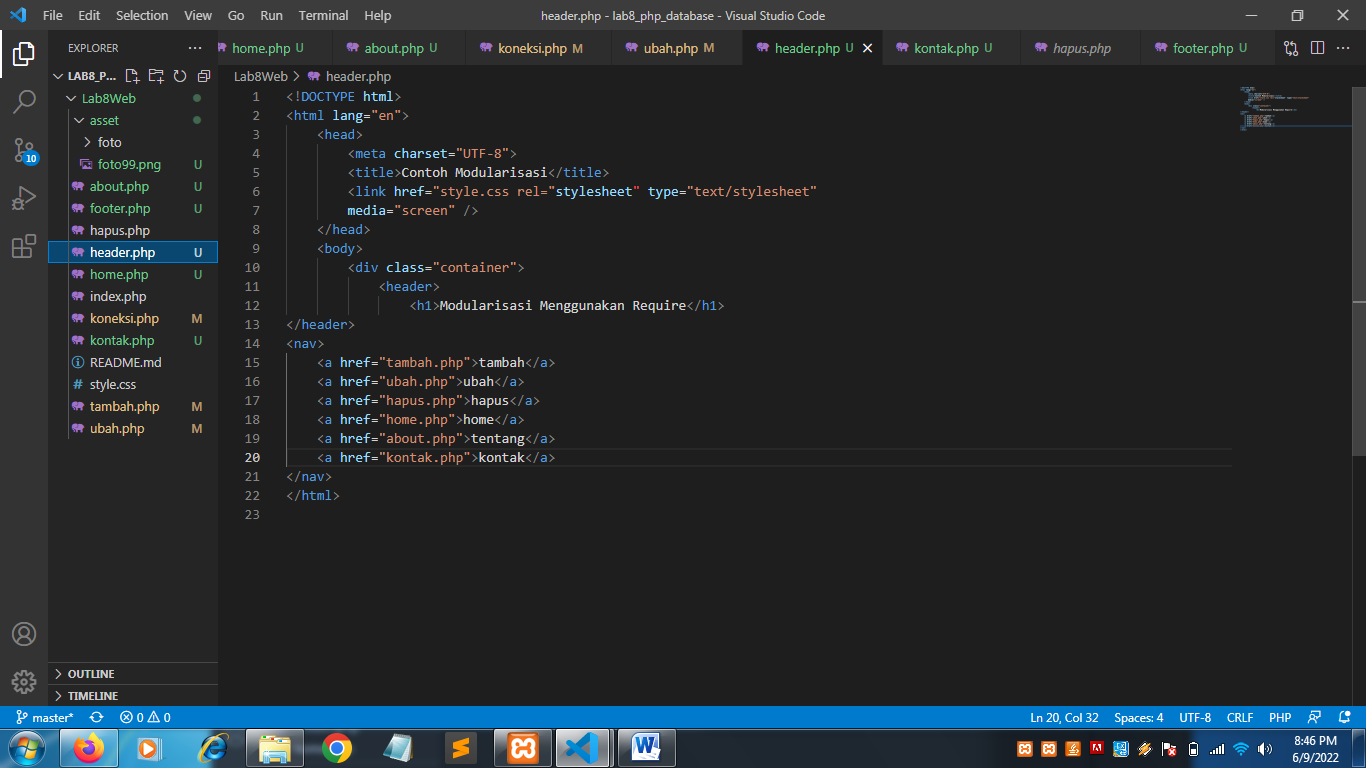 File Edit Selection View Go Run Terminal Help
header.php - lab8_php_database - Visual Studio Code
EXPLORER
home.php U
about.php U
koneksi.php M
ubah.php M
header.php U
kontak.php U
hapus.php
footer.php U
LAB8_P...
Lab8Web
asset
foto
foto99.png U
about.php U
footer.php U
hapus.php
header.php U
home.php U
index.php
koneksi.php M
kontak.php U
README.md
style.css
tambah.php M
ubah.php M
OUTLINE
TIMELINE
10
Lab8Web > header.php
1 <!DOCTYPE html>
2 <html lang="en">
3 <head>
4 <meta charset="UTF-8">
5 <title>Contoh Modularisasi</title>
6 <link href="style.css rel="stylesheet" type="text/stylesheet"
7 media="screen" />
8 </head>
9 <body>
10 <div class="container">
11 <header>
12 <h1>Modularisasi Menggunakan Require</h1>
13 </header>
14 <nav>
15 <a href="tambah.php">tambah</a>
16 <a href="ubah.php">ubah</a>
17 <a href="hapus.php">hapus</a>
18 <a href="home.php">home</a>
19 <a href="about.php">tentang</a>
20 <a href="kontak.php">kontak</a>
21 </nav>
22 </html>
23
master* 0 0
Ln 20, Col 32 Spaces: 4 UTF-8 CRLF PHP
8:46 PM
6/9/2022